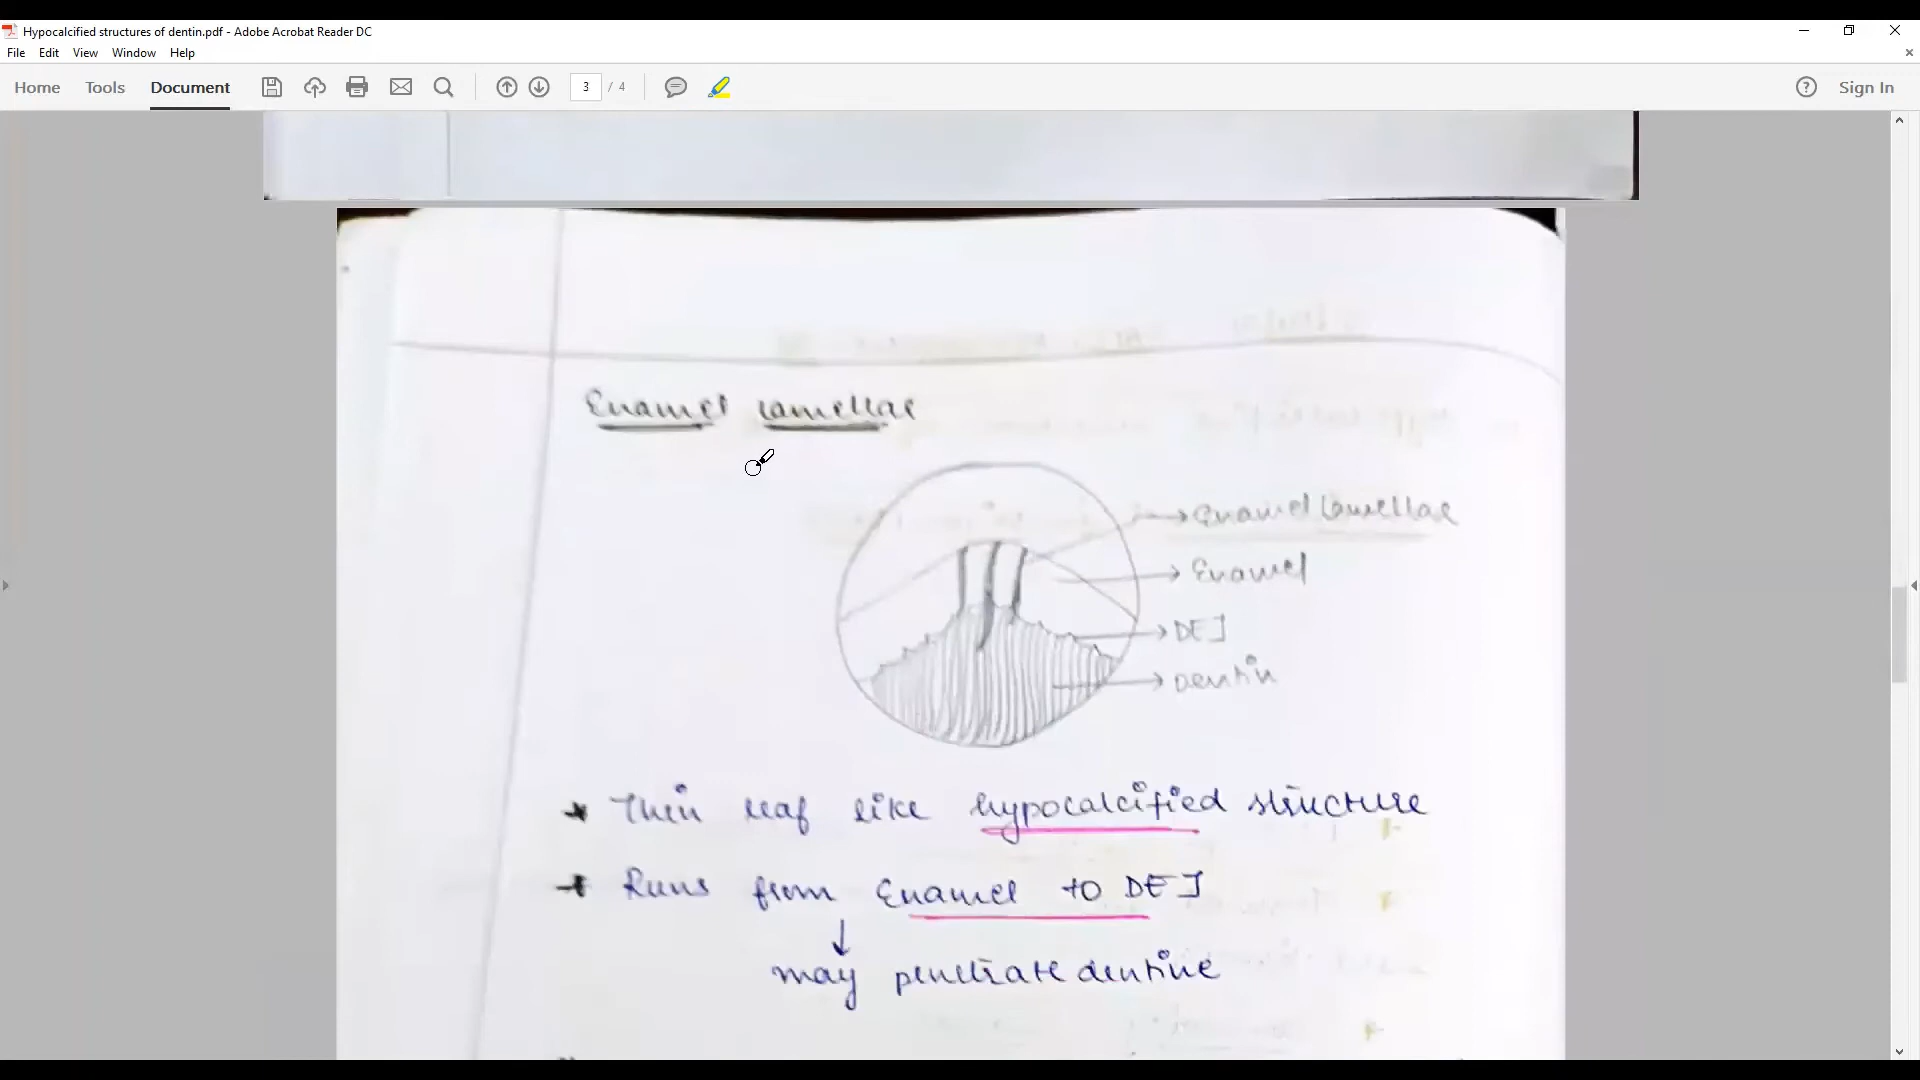 Hypocalcified structures of dentin.pdf - Adobe Acrobat Reader DC
File Edit View Window Help
Home Tools Document 3 / 4 Sign In
Enamel lamellae
Enamel lamellae
Enamel
DEJ
Dentin
Thin leaf like hypocalcified structure
Runs from Enamel to DEJ
↓
may penetrate dentine